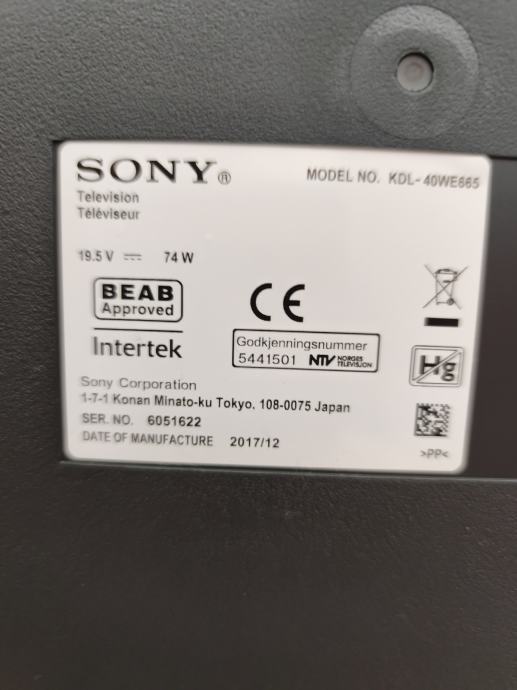 SONY®
MODEL NO. KDL-40WE665
Television
Téléviseur
19.5 V ⎓ 74 W
BEAB
Approved
CE
Intertek
Godkjenningsnummer
5441501 NTV NORGES
TELEVISJON
Hg
Sony Corporation
1-7-1 Konan Minato-ku Tokyo, 108-0075 Japan
SER. NO. 6051622
DATE OF MANUFACTURE 2017/12
>PP<